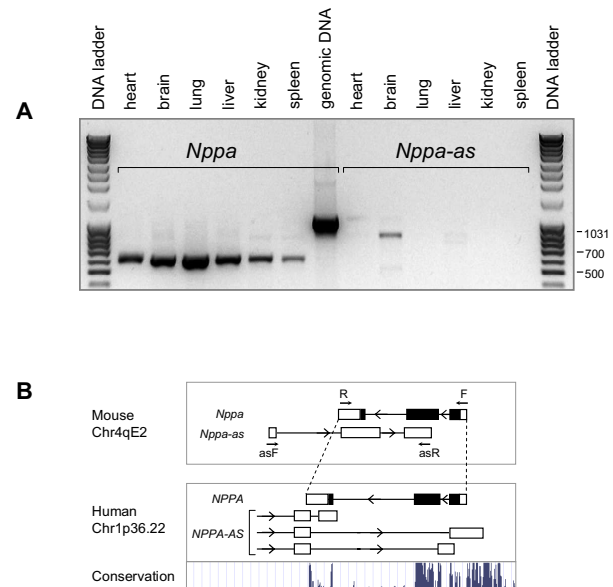 A
DNA ladder
heart
brain
lung
liver
kidney
spleen
genomic DNA
heart
brain
lung
liver
kidney
spleen
DNA ladder
Nppa
Nppa-as
1031
700
500
B
Mouse
Chr4qE2
R
F
Nppa
Nppa-as
asF
asR
Human
Chr1p36.22
NPPA
NPPA-AS
Conservation